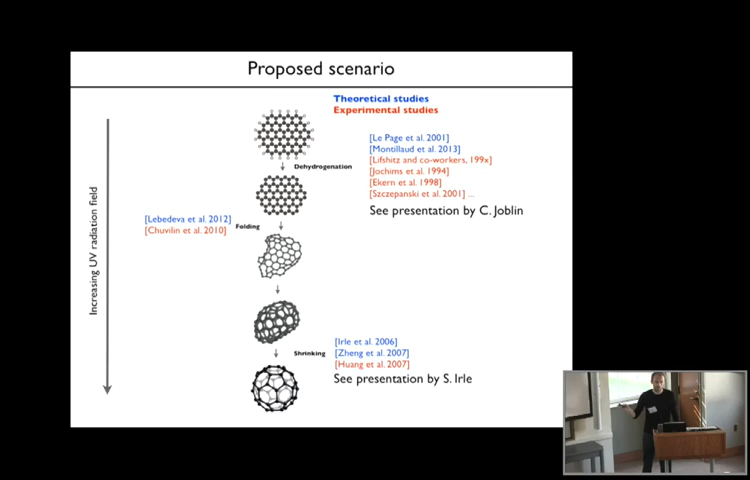 Proposed scenario
Theoretical studies
Experimental studies
[Le Page et al. 2001]
[Montillaud et al. 2013]
[Lifshitz and co-workers, 199x]
Dehydrogenation
[Jochims et al. 1994]
[Ekern et al. 1998]
[Szczepanski et al. 2001] ...
See presentation by C. Joblin
Increasing UV radiation field
[Lebedeva et al. 2012]
[Chuvilin et al. 2010]
Folding
[Irle et al. 2006]
Shrinking
[Zheng et al. 2007]
[Huang et al. 2007]
See presentation by S. Irle